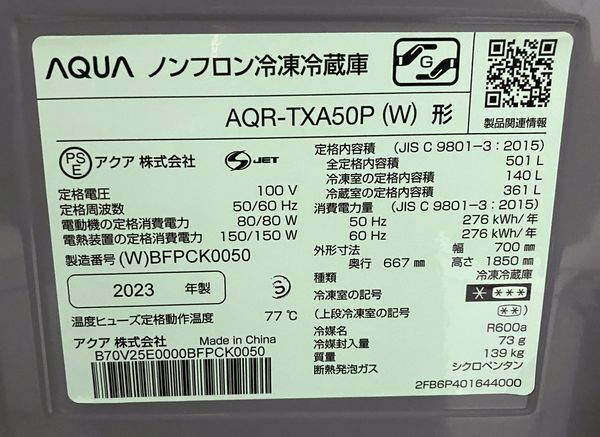 AQUA ノンフロン冷凍冷蔵庫
G
AQR-TXA50P (W) 形
製品関連情報
PS
E
アクア 株式会社
S JET
定格電圧 100 V
定格周波数 50/60 Hz
電動機の定格消費電力 80/80 W
電熱装置の定格消費電力 150/150 W
製造番号 (W)BFPCK0050
2023 年製
3
温度ヒューズ定格動作温度 77℃
アクア 株式会社 Made in China
B70V25E0000BFPCK0050
定格内容積 (JIS C 9801-3 : 2015)
全定格内容積 501 L
冷凍室の定格内容積 140 L
冷蔵室の定格内容積 361 L
消費電力量 (JIS C 9801-3 : 2015)
50 Hz 276 kWh/年
60 Hz 276 kWh/年
外形寸法 幅 700 mm
奥行 667 mm 高さ 1850 mm
種類 冷凍冷蔵庫
冷凍室の記号 * ***
(上段冷凍室の記号) **
冷媒名 R600a
冷媒封入量 73 g
質量 139 kg
断熱発泡ガス シクロペンタン
2FB6P401644000